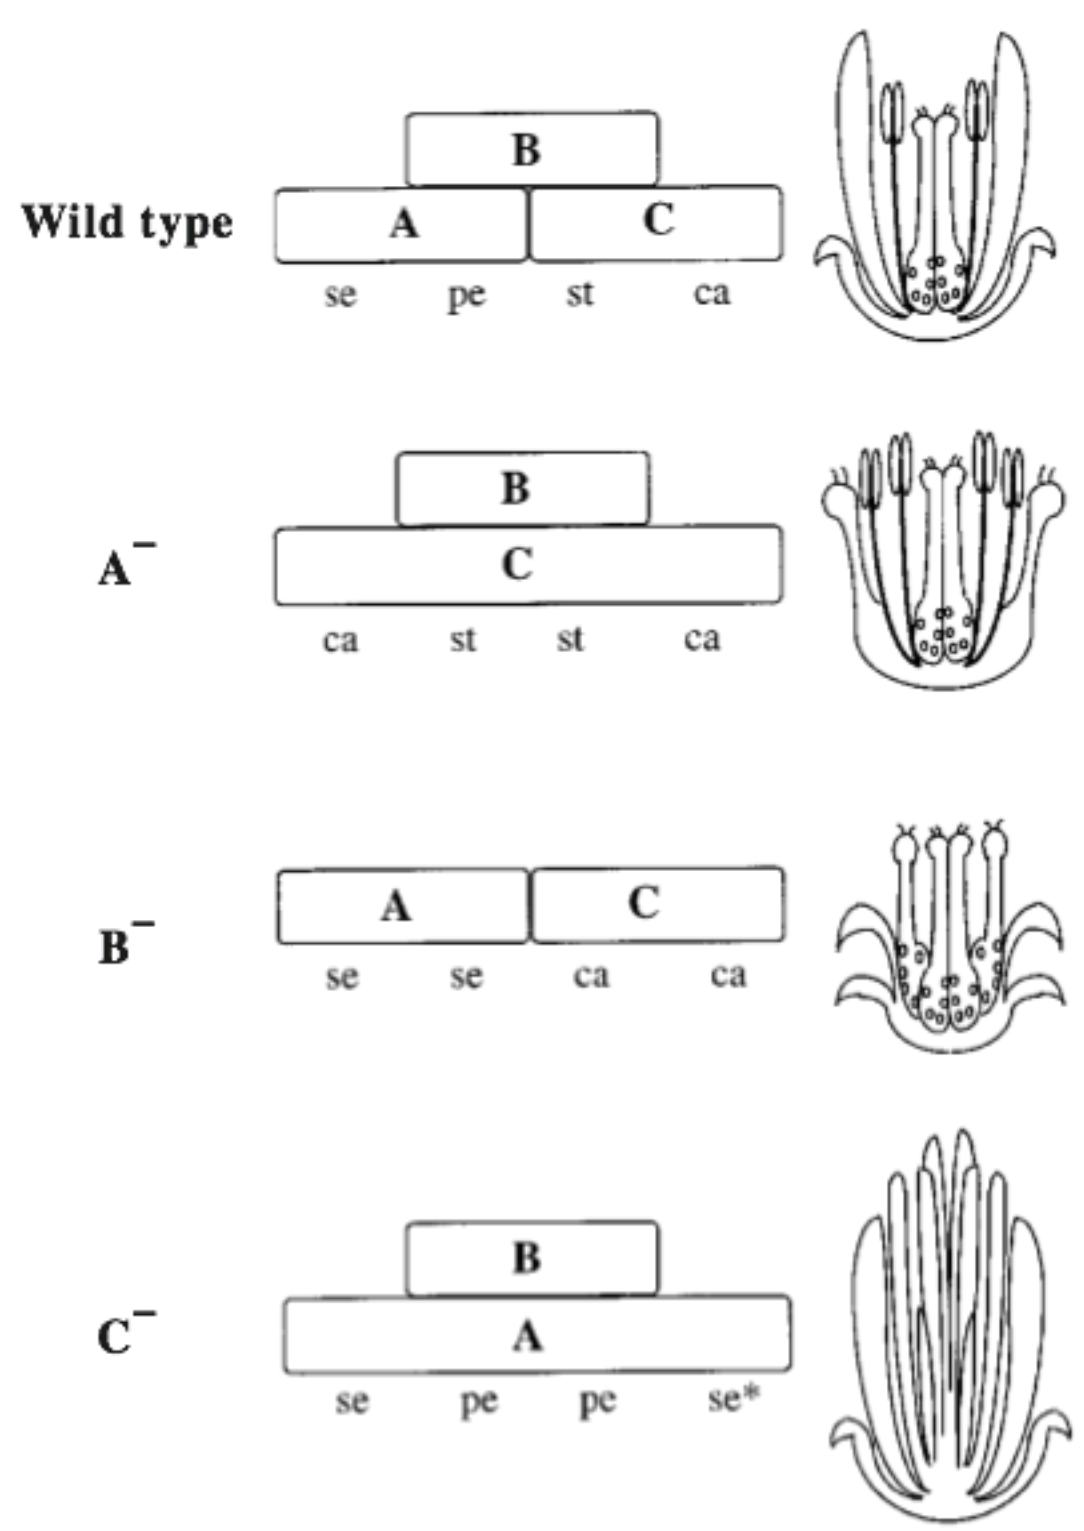 B
Wild type A C
se pe st ca
B
A⁻ C
ca st st ca
B⁻ A C
se se ca ca
B
C⁻ A
se pe pe se*